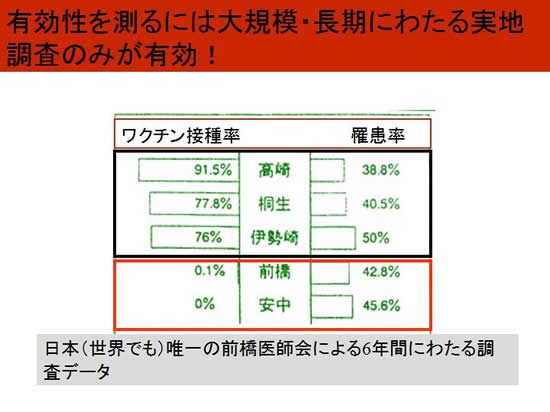 有効性を測るには大規模・長期にわたる実地
調査のみが有効！
ワクチン接種率 罹患率
91.5% 高崎 38.8%
77.8% 桐生 40.5%
76% 伊勢崎 50%
0.1% 前橋 42.8%
0% 安中 45.6%
日本（世界でも）唯一の前橋医師会による6年間にわたる調
査データ